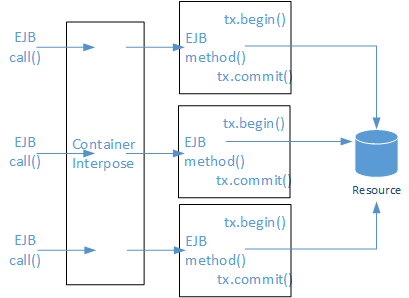 tx.begin()
EJB
call()
EJB
method()
tx.commit()
tx.begin()
Container
Interpose
EJB
call()
EJB
method()
tx.commit()
Resource
tx.begin()
EJB
call()
EJB
method()
tx.commit()